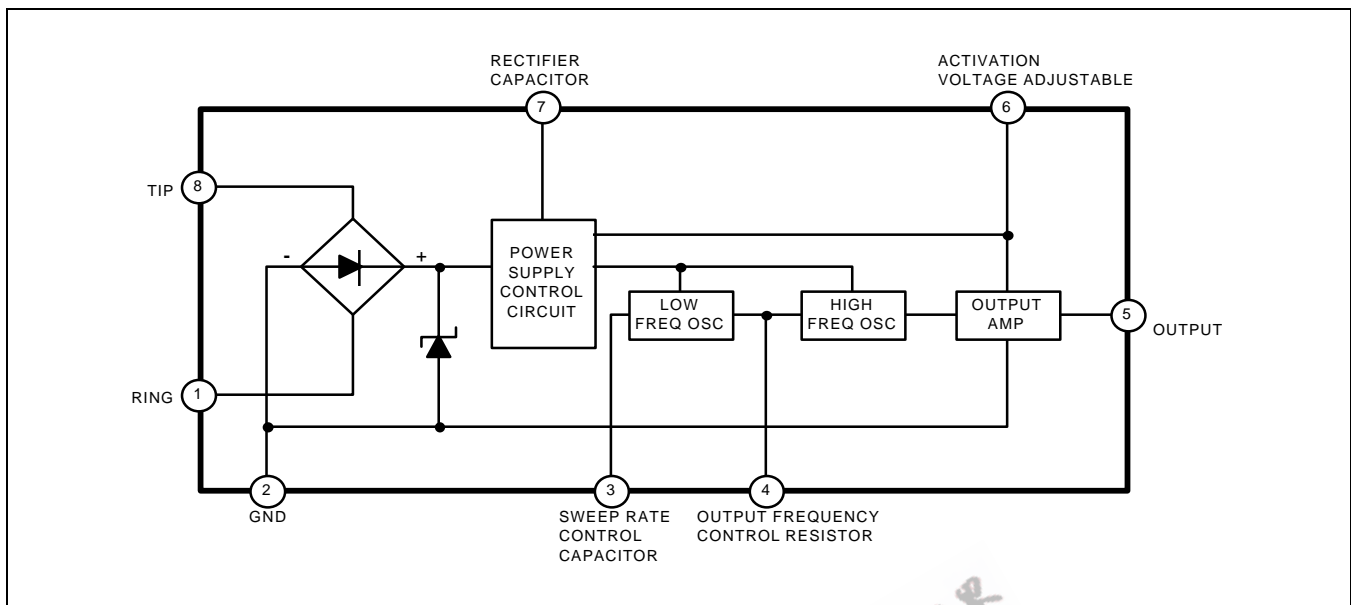 RECTIFIER
CAPACITOR
ACTIVATION
VOLTAGE ADJUSTABLE
7
6
TIP
8
-
+
POWER
SUPPLY
CONTROL
CIRCUIT
LOW
FREQ OSC
HIGH
FREQ OSC
OUTPUT
AMP
5
OUTPUT
RING
1
2
3
4
GND
SWEEP RATE
CONTROL
CAPACITOR
OUTPUT FREQUENCY
CONTROL RESISTOR